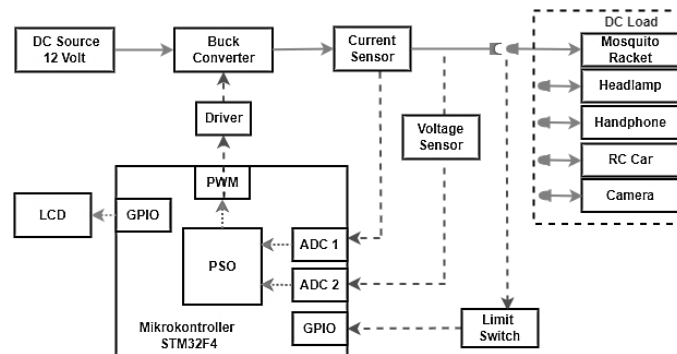 DC Load
DC Source
12 Volt
Buck
Converter
Current
Sensor
Mosquito
Racket
Headlamp
Driver
Voltage
Sensor
Handphone
RC Car
PWM
Camera
LCD
GPIO
ADC 1
PSO
ADC 2
GPIO
Limit
Switch
Mikrokontroller
STM32F4